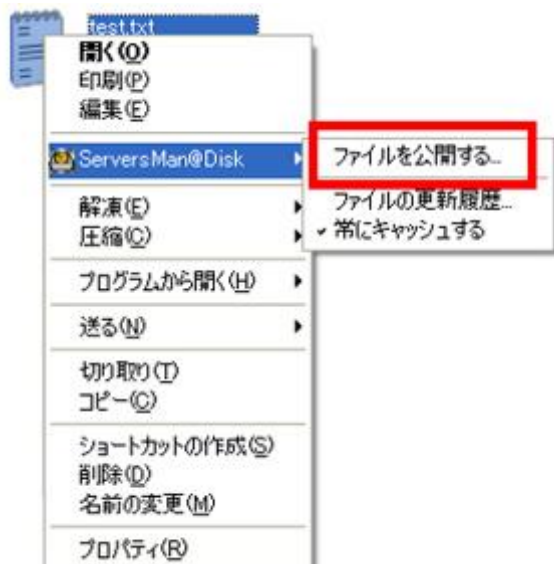 test.txt
開く(O)
印刷(P)
編集(E)
ServersMan@Disk
解凍(E)
圧縮(C)
プログラムから開く(H)
送る(N)
切り取り(T)
コピー(C)
ショートカットの作成(S)
削除(D)
名前の変更(M)
プロパティ(R)
ファイルを公開する...
ファイルの更新履歴...
常にキャッシュする